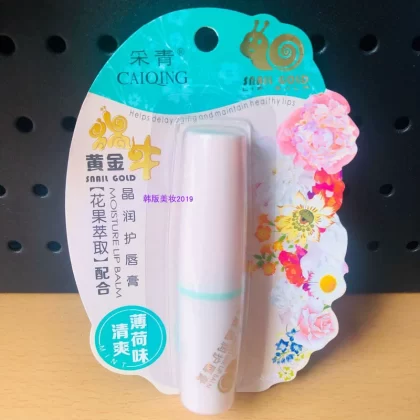 采青®
CAIQING
SNAIL GOLD
Helps delay aging and maintain healthy lips
蝸牛
黄金
SNAIL GOLD
晶润护唇膏
MOISTURE LIP BALM
【花果萃取】配合
韩版美妆2019
薄荷味
清爽
MINT